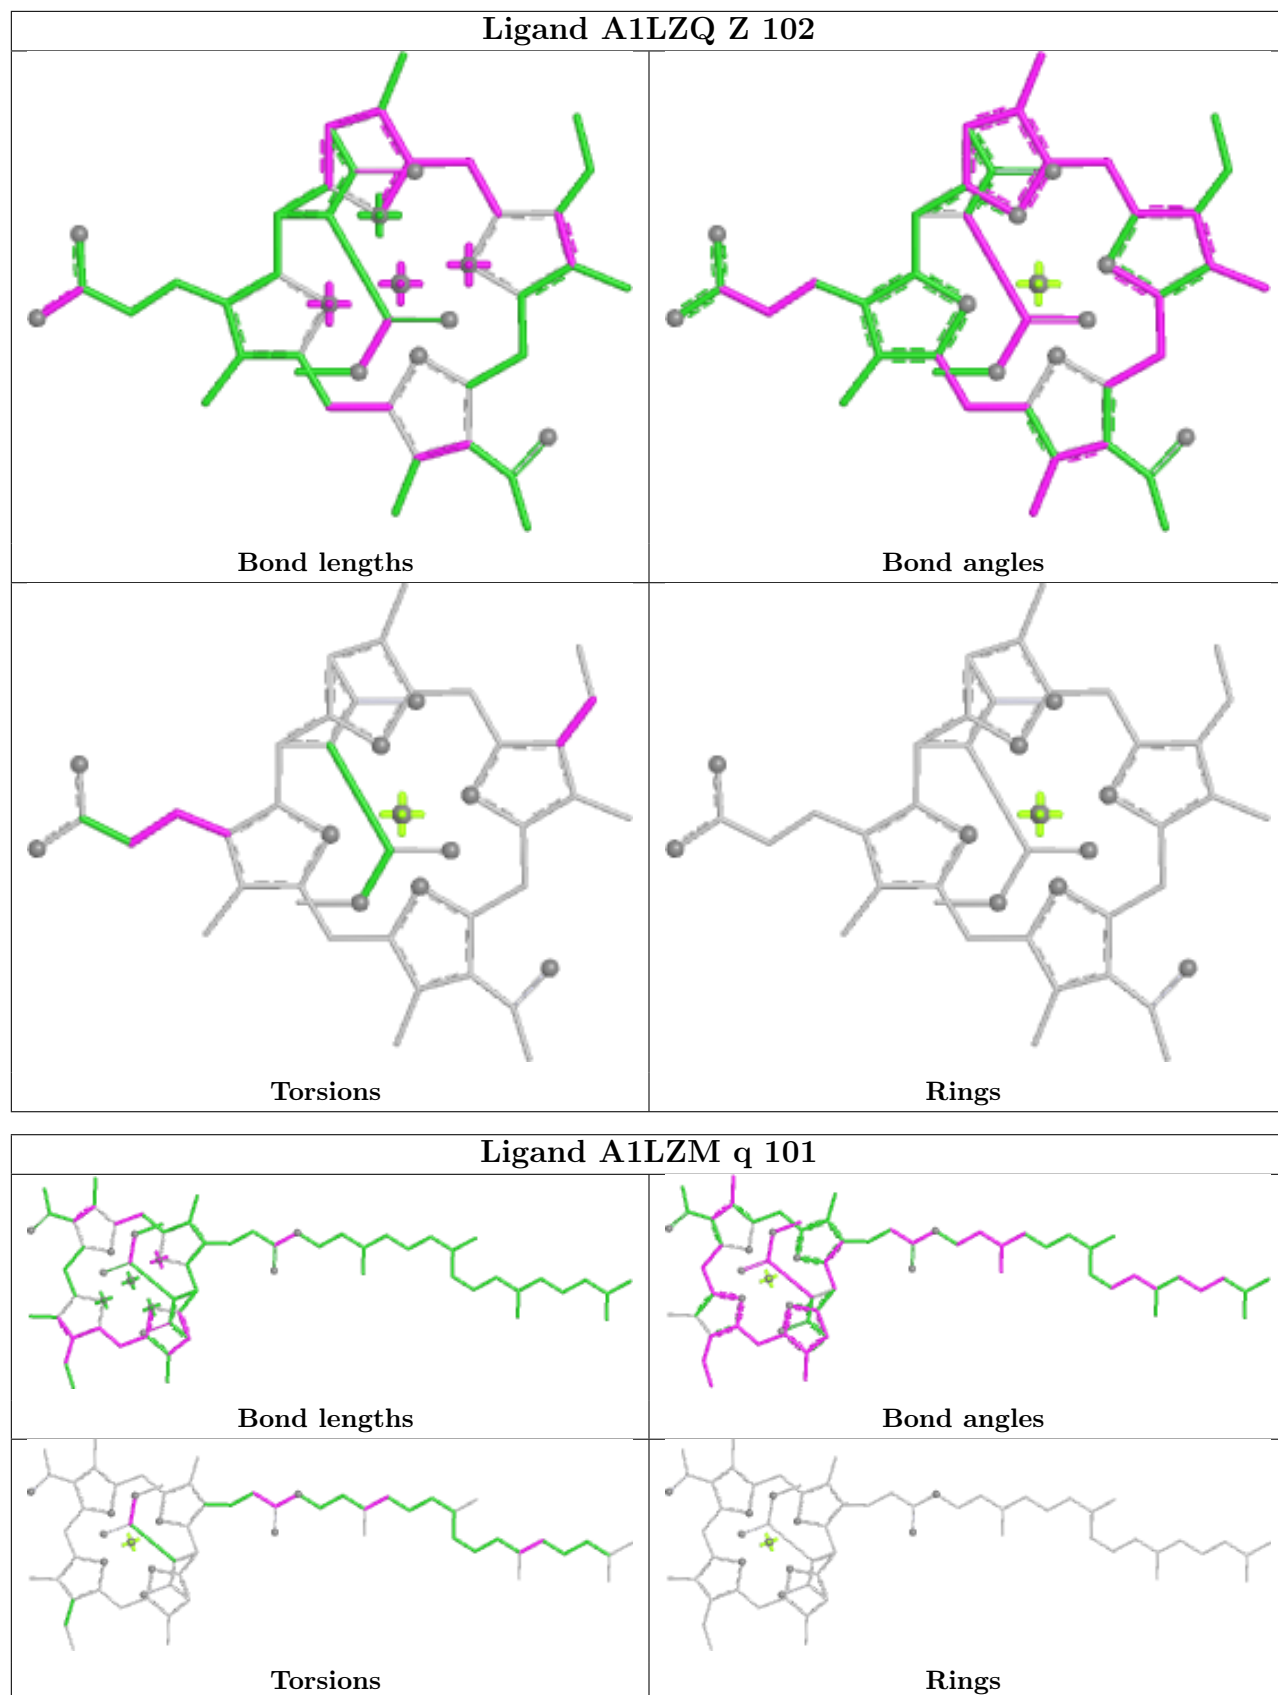 Ligand A1LZQ Z 102
Bond lengths
Bond angles
Torsions
Rings
Ligand A1LZM q 101
Bond lengths
Bond angles
Torsions
Rings